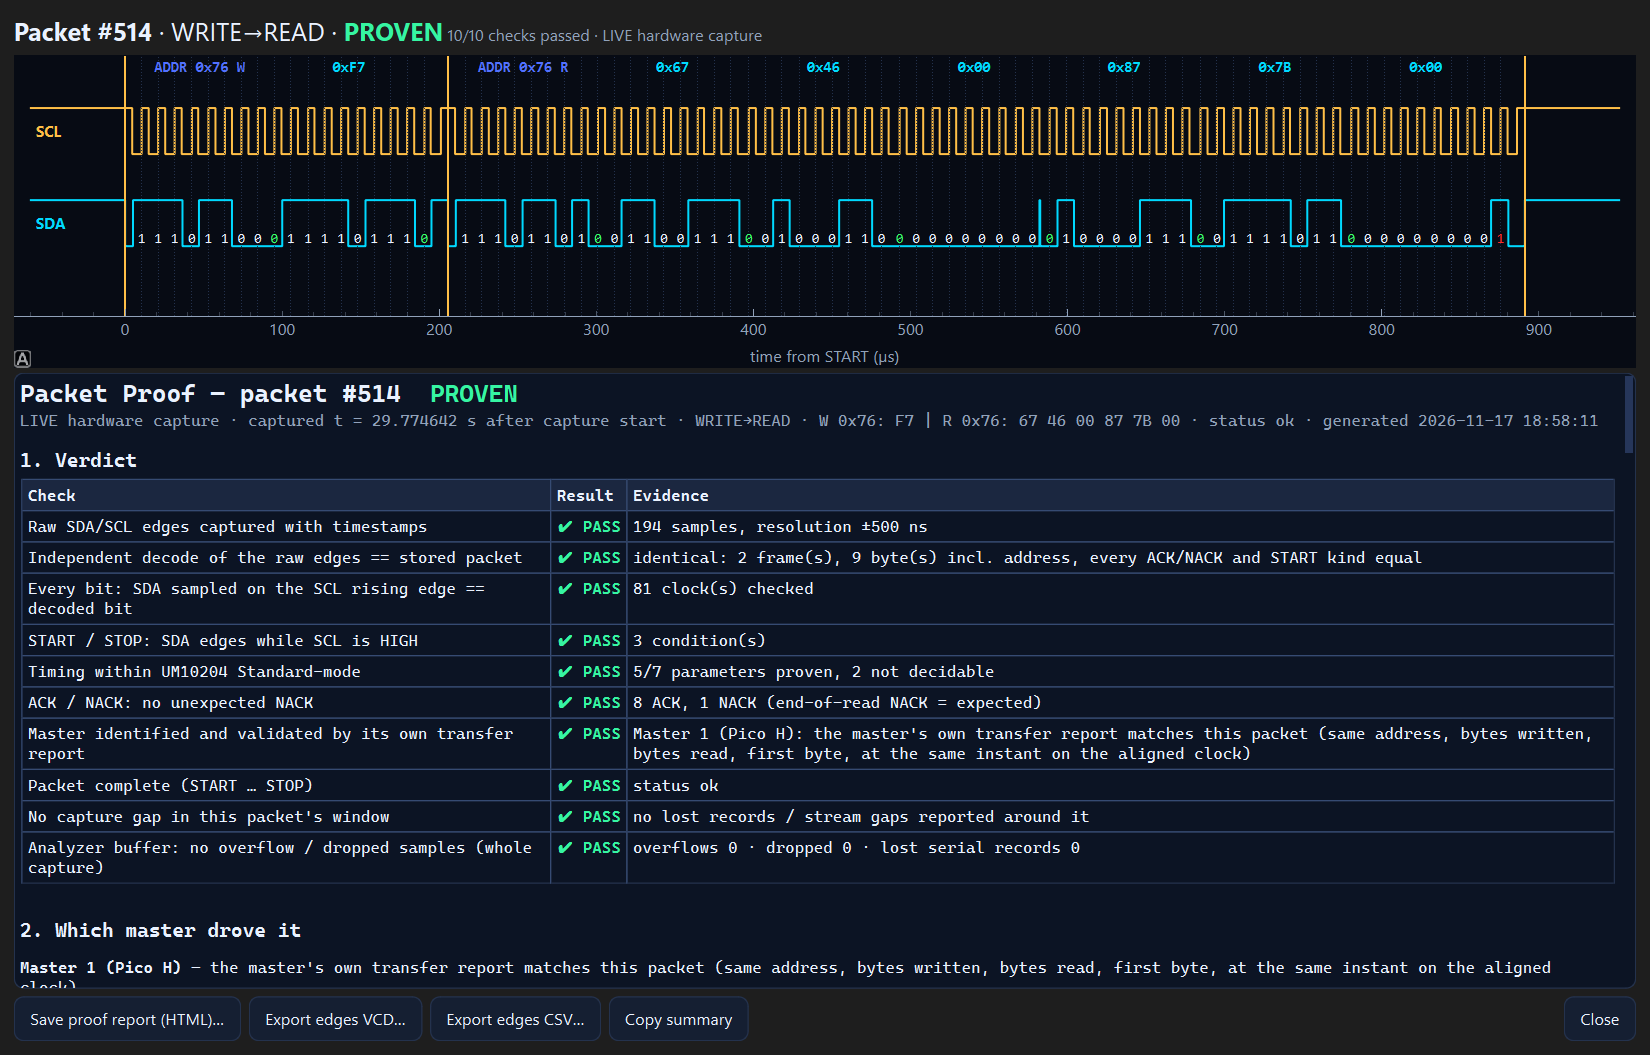 Packet #514 · WRITE→READ · PROVEN 10/10 checks passed · LIVE hardware capture
ADDR 0x76 W 0xF7 ADDR 0x76 R 0x67 0x46 0x00 0x87 0x7B 0x00
SCL
SDA
1 1 1 0 1 1 0 0 0 1 1 1 1 0 1 1 1 0 1 1 1 0 1 1 0 1 0 0 1 1 0 0 1 1 1 0 0 1 0 0 0 1 1 0 0 0 0 0 0 0 0 0 0 0 1 0 0 0 0 1 1 1 0 0 1 1 1 1 0 1 1 0 0 0 0 0 0 0 0 0 1
0 100 200 300 400 500 600 700 800 900
A
time from START (µs)
Packet Proof — packet #514 PROVEN
LIVE hardware capture · captured t = 29.774642 s after capture start · WRITE→READ · W 0x76: F7 | R 0x76: 67 46 00 87 7B 00 · status ok · generated 2026-11-17 18:58:11
1. Verdict
Check Result Evidence
Raw SDA/SCL edges captured with timestamps ✔ PASS 194 samples, resolution ±500 ns
Independent decode of the raw edges == stored packet ✔ PASS identical: 2 frame(s), 9 byte(s) incl. address, every ACK/NACK and START kind equal
Every bit: SDA sampled on the SCL rising edge == ✔ PASS 81 clock(s) checked
decoded bit
START / STOP: SDA edges while SCL is HIGH ✔ PASS 3 condition(s)
Timing within UM10204 Standard-mode ✔ PASS 5/7 parameters proven, 2 not decidable
ACK / NACK: no unexpected NACK ✔ PASS 8 ACK, 1 NACK (end-of-read NACK = expected)
Master identified and validated by its own transfer ✔ PASS Master 1 (Pico H): the master's own transfer report matches this packet (same address, bytes written,
report bytes read, first byte, at the same instant on the aligned clock)
Packet complete (START … STOP) ✔ PASS status ok
No capture gap in this packet's window ✔ PASS no lost records / stream gaps reported around it
Analyzer buffer: no overflow / dropped samples (whole ✔ PASS overflows 0 · dropped 0 · lost serial records 0
capture)
2. Which master drove it
Master 1 (Pico H) — the master's own transfer report matches this packet (same address, bytes written, bytes read, first byte, at the same instant on the aligned
clock)
Save proof report (HTML)... Export edges VCD... Export edges CSV... Copy summary Close